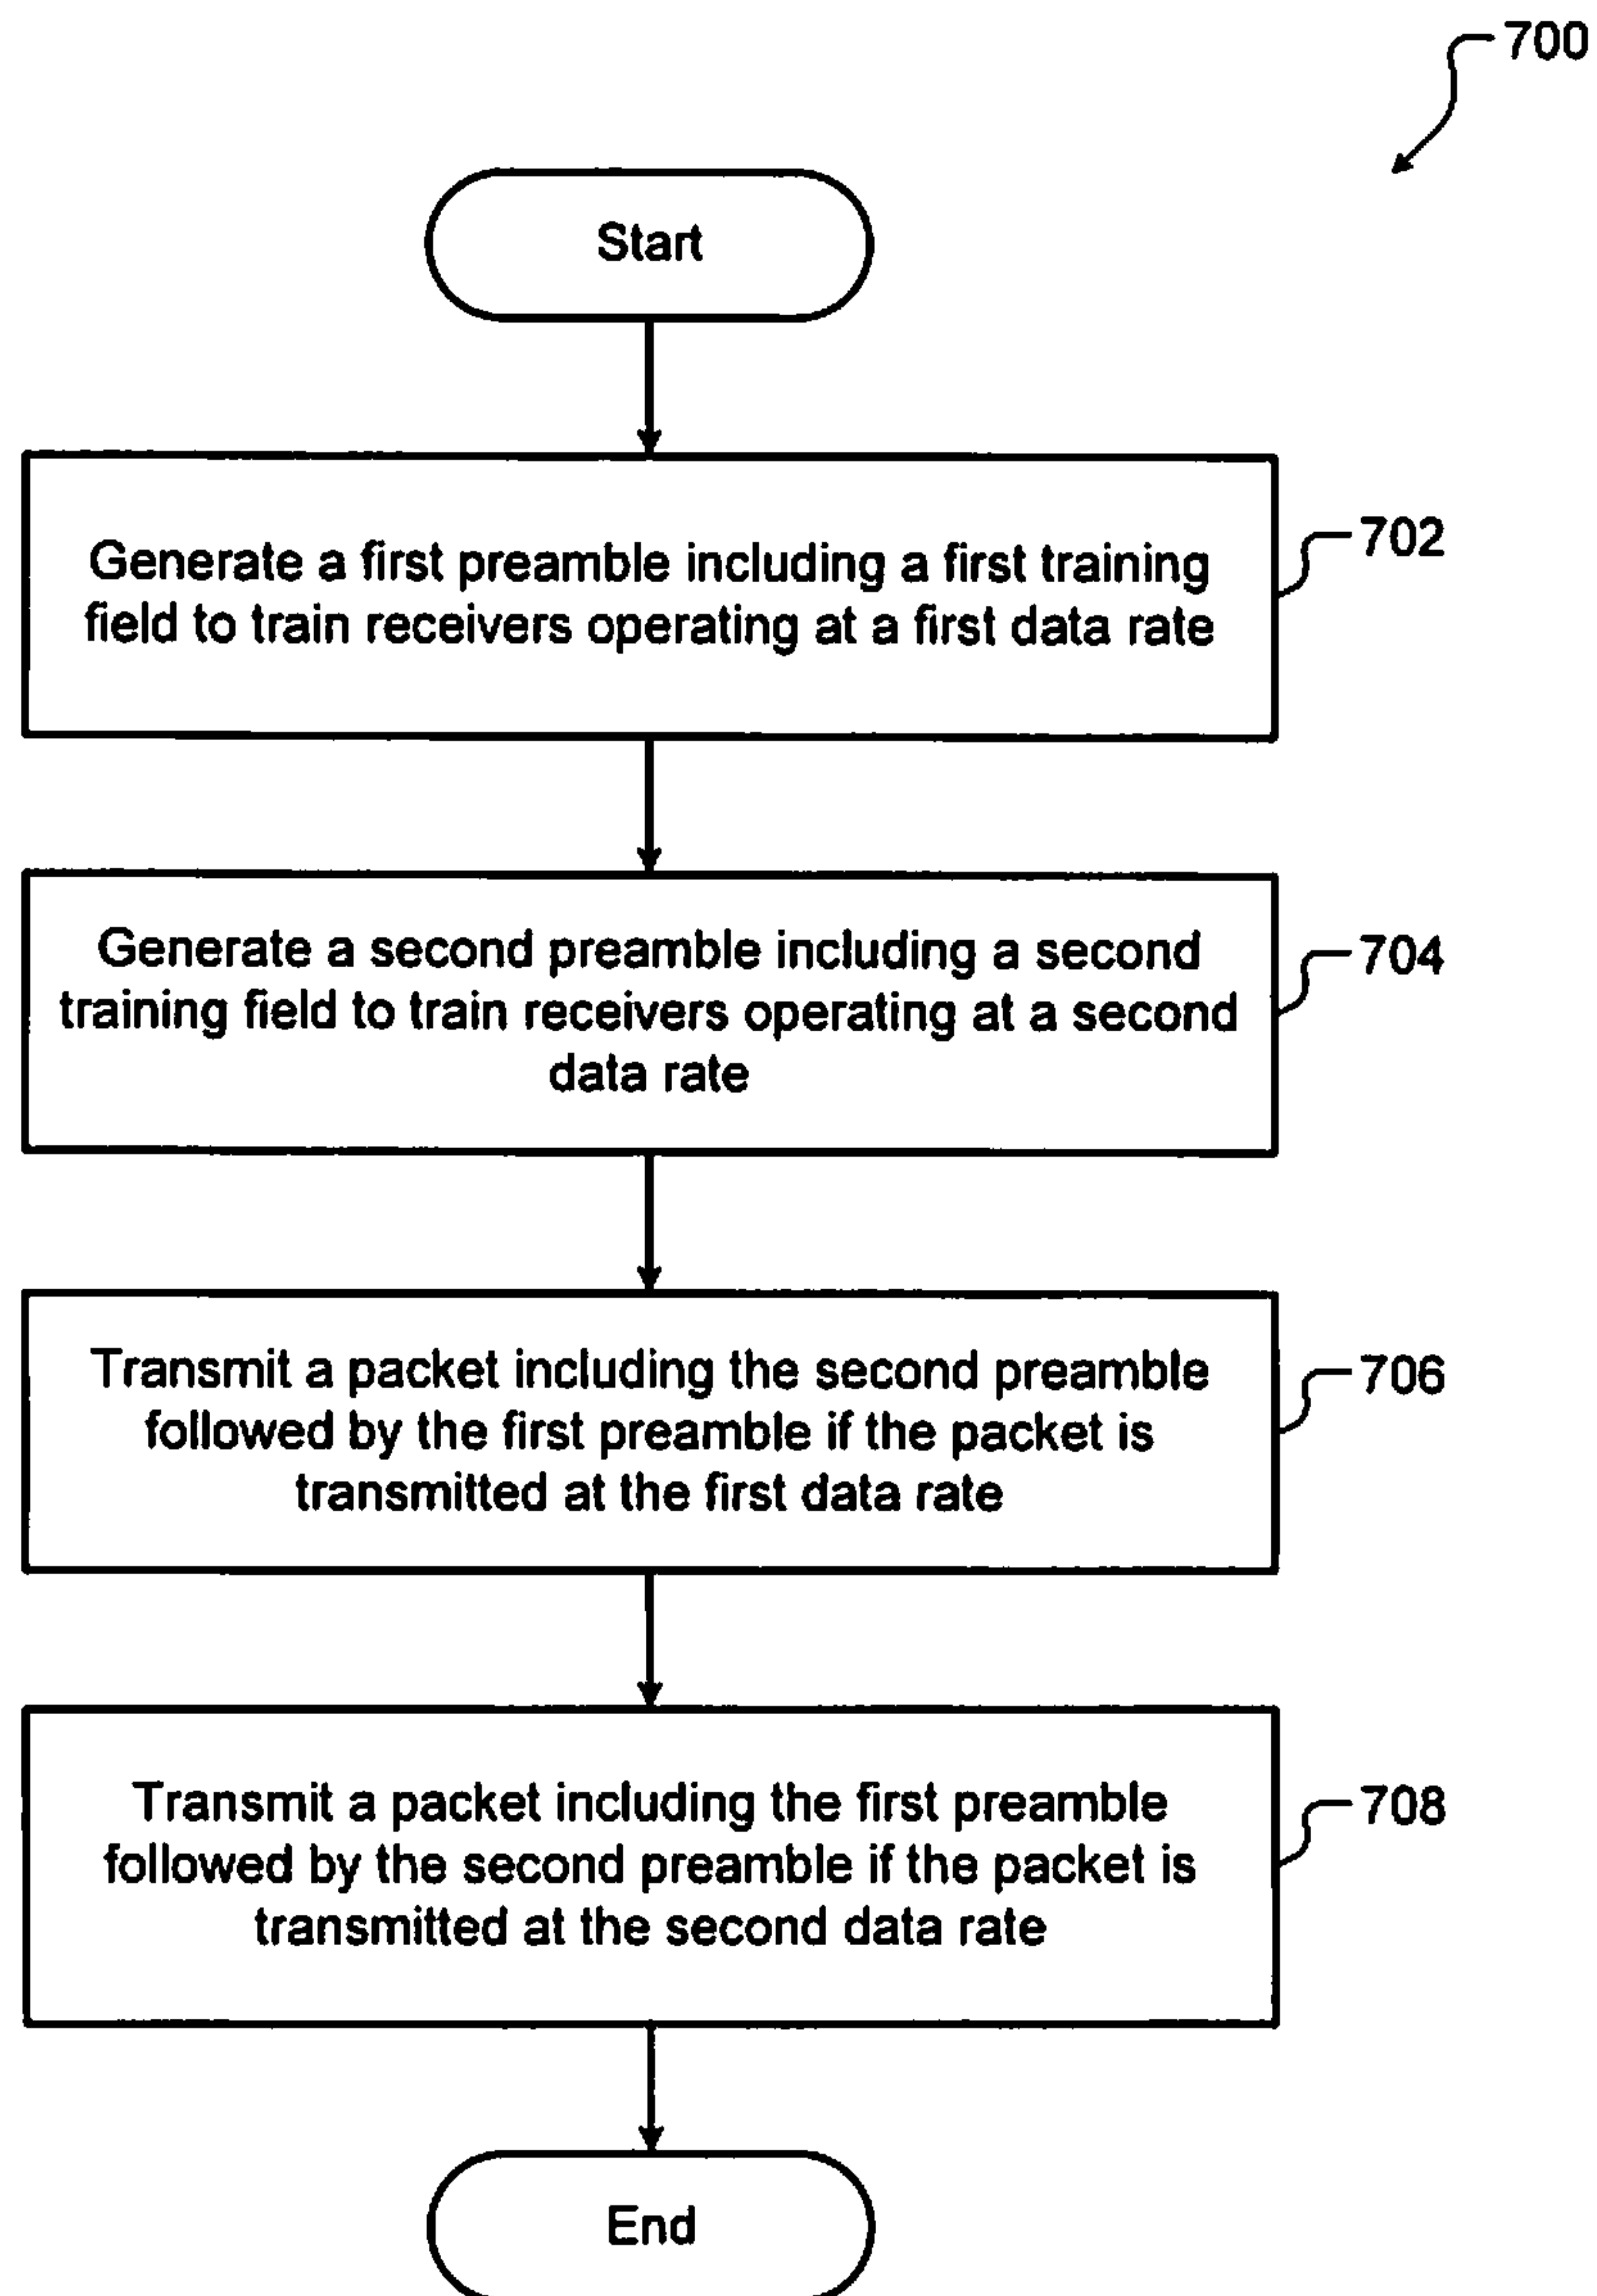 700
Start
Generate a first preamble including a first training
field to train receivers operating at a first data rate
702
Generate a second preamble including a second
training field to train receivers operating at a second
data rate
704
Transmit a packet including the second preamble
followed by the first preamble if the packet is
transmitted at the first data rate
706
Transmit a packet including the first preamble
followed by the second preamble if the packet is
transmitted at the second data rate
708
End